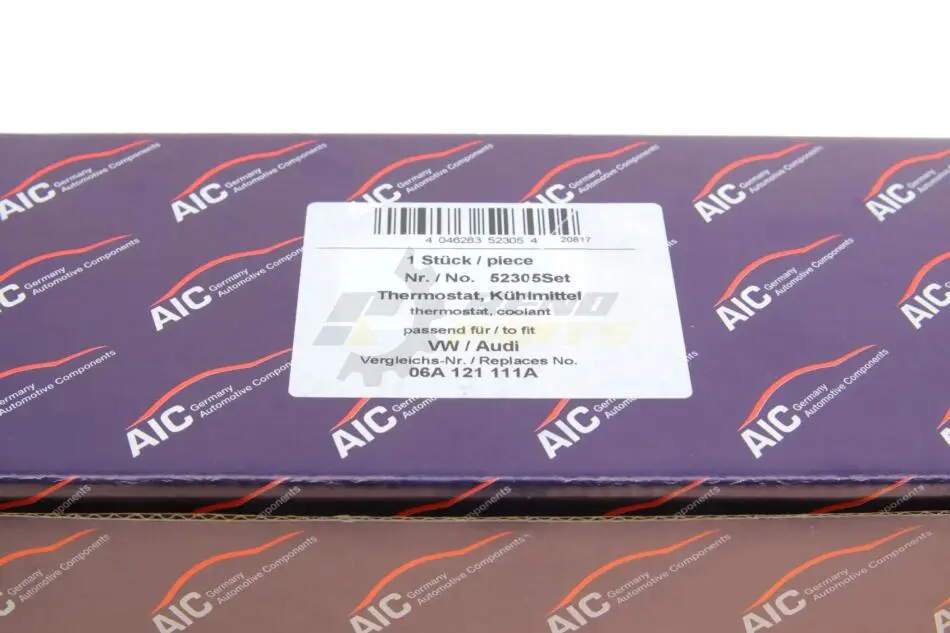 AIC Germany
Automotive Components
4 046283 52305 4 20817
1 Stück / piece
Nr. / No. 52305Set
Thermostat, Kühlmittel
thermostat, coolant
passend für / to fit
VW / Audi
Vergleichs-Nr. / Replaces No.
06A 121 111A